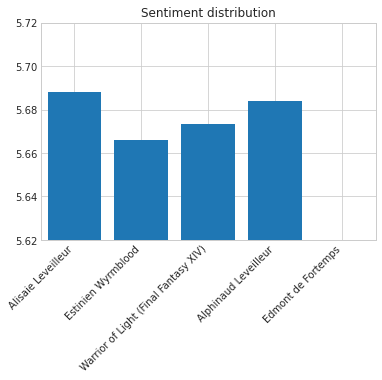 Sentiment distribution
5.72
5.70
5.68
5.66
5.64
5.62
Alisaie Leveilleur
Estinien Wyrmblood
Warrior of Light (Final Fantasy XIV)
Alphinaud Leveilleur
Edmont de Fortemps